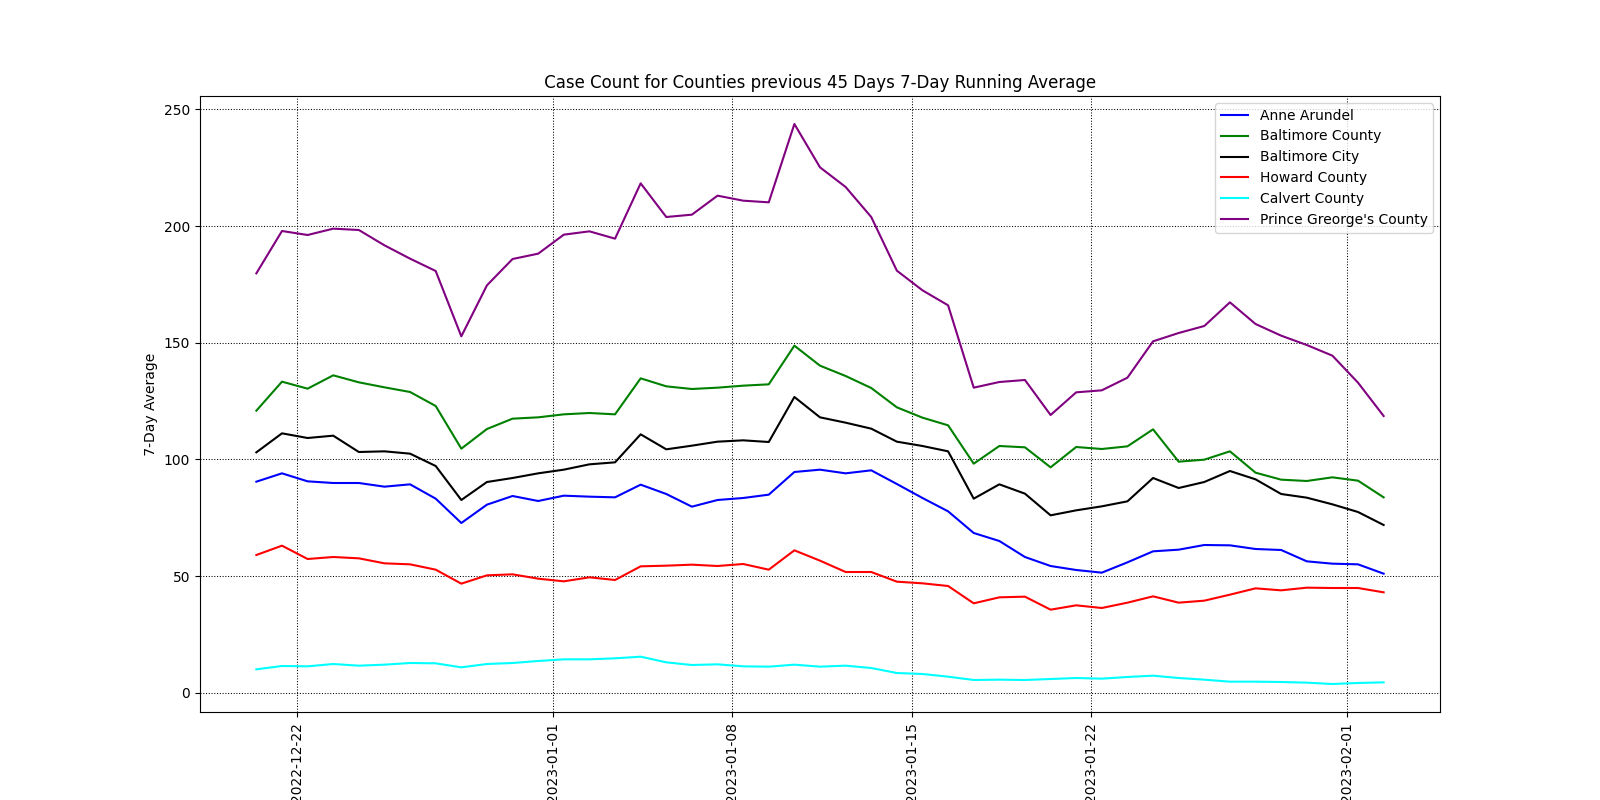 Case Count for Counties previous 45 Days 7-Day Running Average
250
200
150
100
50
0
7-Day Average
Anne Arundel
Baltimore County
Baltimore City
Howard County
Calvert County
Prince Greorge's County
2022-12-22
2023-01-01
2023-01-08
2023-01-15
2023-01-22
2023-02-01